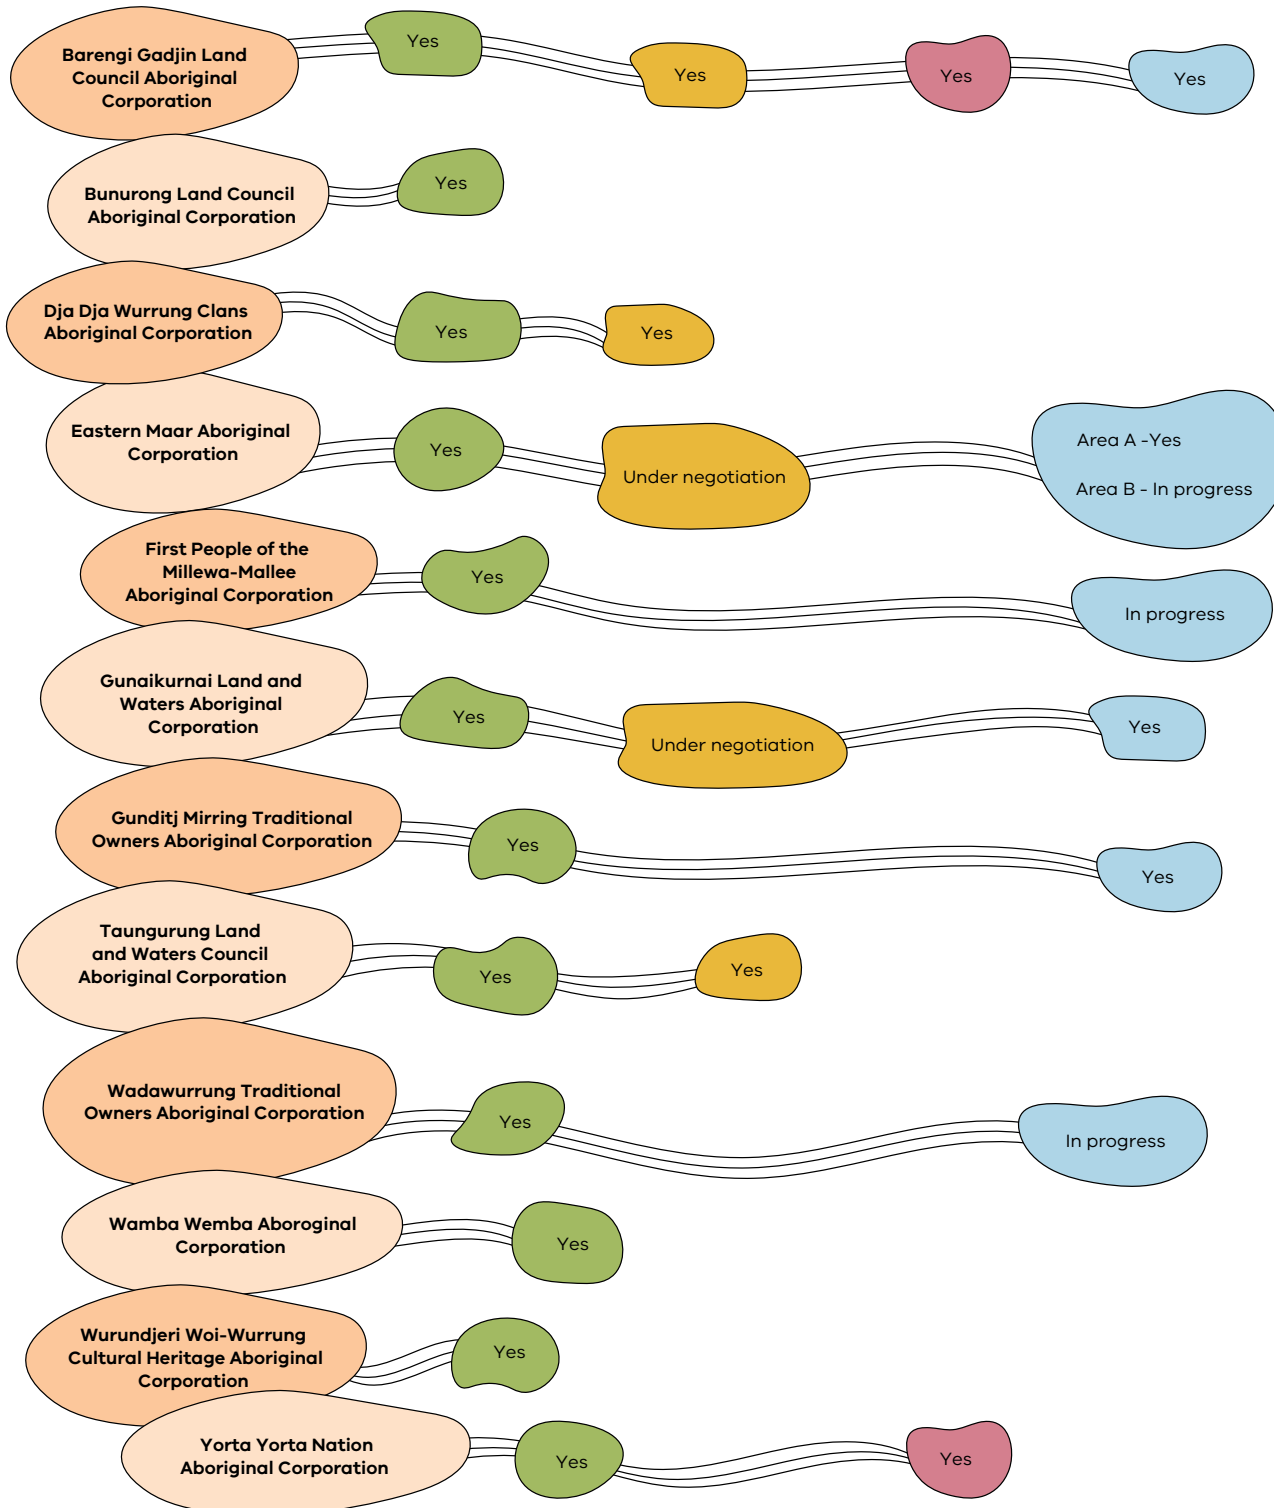 Barengi Gadjin Land
Council Aboriginal
Corporation
Yes
Yes
Yes
Yes
Bunurong Land Council
Aboriginal Corporation
Yes
Dja Dja Wurrung Clans
Aboriginal Corporation
Yes
Yes
Eastern Maar Aboriginal
Corporation
Yes
Under negotiation
Area A -Yes
Area B - In progress
First People of the
Millewa-Mallee
Aboriginal Corporation
Yes
In progress
Gunaikurnai Land and
Waters Aboriginal
Corporation
Yes
Under negotiation
Yes
Gunditj Mirring Traditional
Owners Aboriginal Corporation
Yes
Yes
Taungurung Land
and Waters Council
Aboriginal Corporation
Yes
Yes
Wadawurrung Traditional
Owners Aboriginal Corporation
Yes
In progress
Wamba Wemba Aboroginal
Corporation
Yes
Wurundjeri Woi-Wurrung
Cultural Heritage Aboriginal
Corporation
Yes
Yorta Yorta Nation
Aboriginal Corporation
Yes
Yes